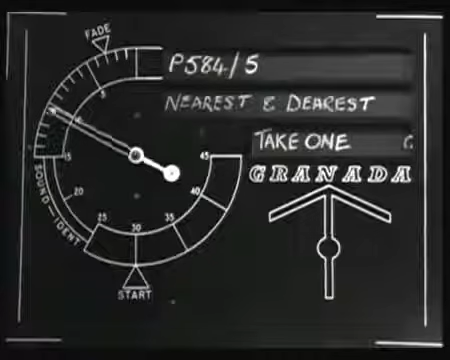 FADE
P584/5
NEAREST & DEAREST
TAKE ONE
GRANADA
5
15
20
25
30
35
40
45
SOUND-IDENT
START